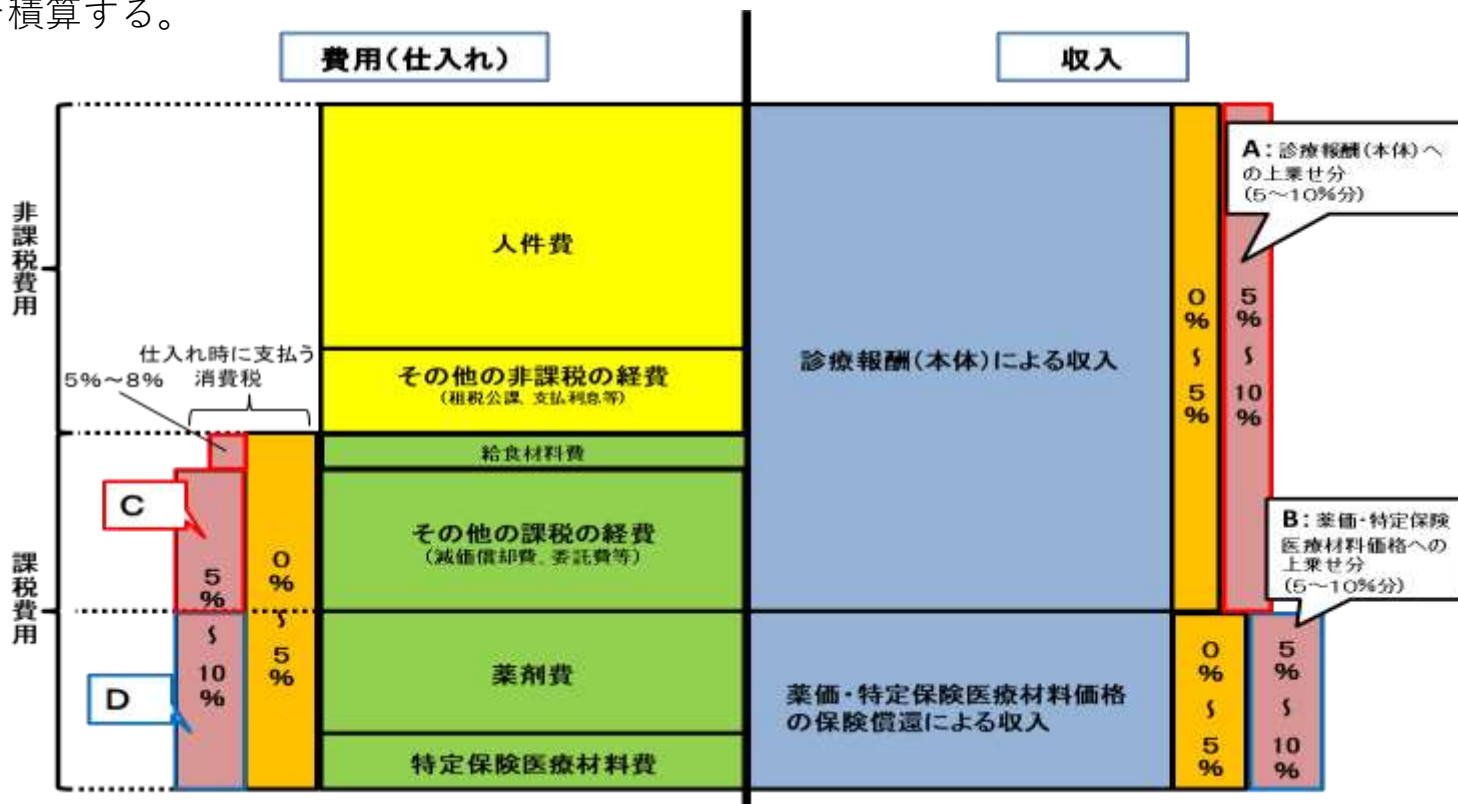 を積算する。
費用(仕入れ)
収入
非課税費用
課税費用
人件費
その他の非課税の経費
(租税公課、支払利息等)
給食材料費
その他の課税の経費
(減価償却費、委託費等)
薬剤費
特定保険医療材料費
仕入れ時に支払う
消費税
5%～8%
C
D
5%～10%
0%～5%
診療報酬(本体)による収入
0%～5%
5%～10%
A：診療報酬(本体)へ
の上乗せ分
(5～10%分)
薬価・特定保険医療材料価格
の保険償還による収入
0%～5%
5%～10%
B：薬価・特定保険
医療材料価格への
上乗せ分
(5～10%分)